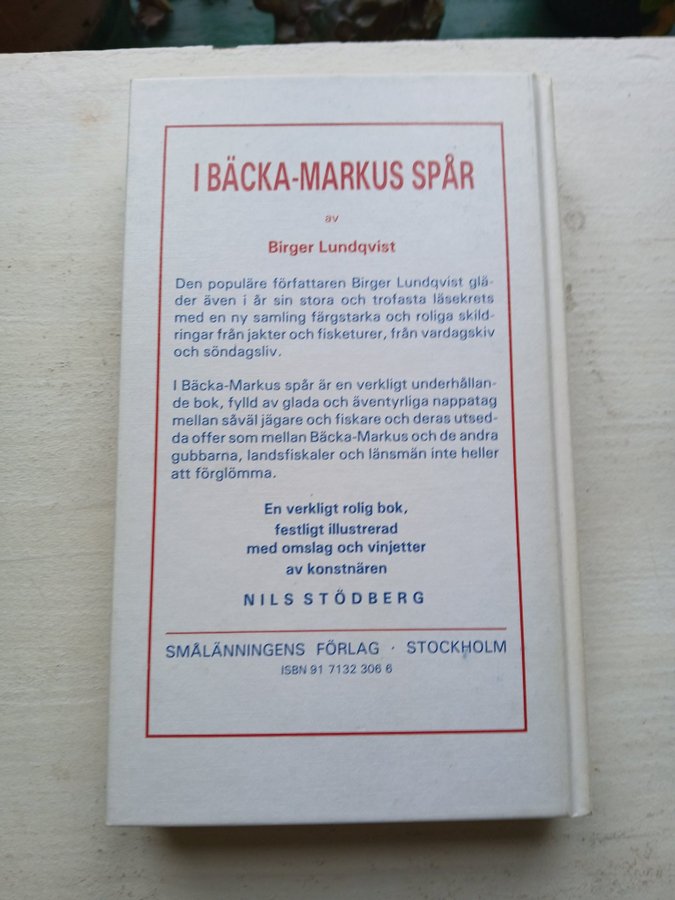 I BÄCKA-MARKUS SPÅR
av
Birger Lundqvist
Den populäre författaren Birger Lundqvist glä-
der även i år sin stora och trofasta läsekrets
med en ny samling färgstarka och roliga skild-
ringar från jakter och fisketurer, från vardagskiv
och söndagsliv.
I Bäcka-Markus spår är en verkligt underhållan-
de bok, fylld av glada och äventyrliga nappatag
mellan såväl jägare och fiskare och deras utsed-
da offer som mellan Bäcka-Markus och de andra
gubbarna, landsfiskaler och länsmän inte heller
att förglömma.
En verkligt rolig bok,
festligt illustrerad
med omslag och vinjetter
av konstnären
NILS STÖDBERG
SMÅLÄNNINGENS FÖRLAG · STOCKHOLM
ISBN 91 7132 306 6